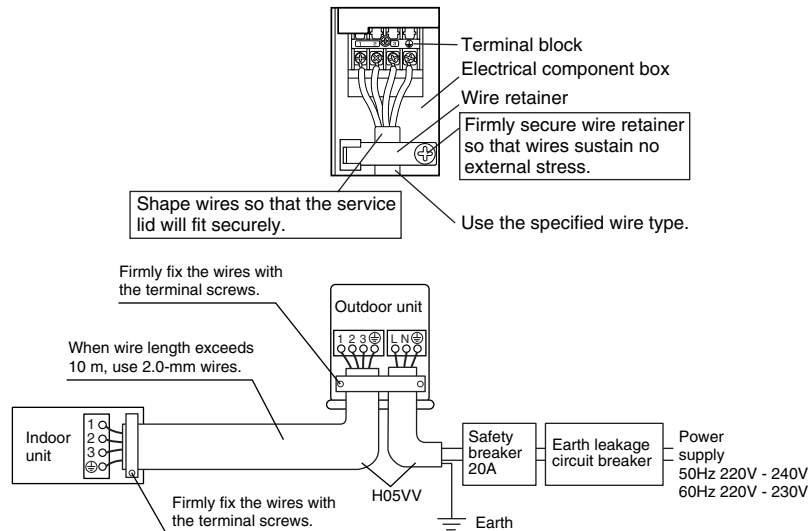 1 2 3
Terminal block
Electrical component box
Wire retainer
Firmly secure wire retainer
so that wires sustain no
external stress.
Shape wires so that the service
lid will fit securely.
Use the specified wire type.
Firmly fix the wires with
the terminal screws.
Outdoor unit
1 2 3
L N
When wire length exceeds
10 m, use 2.0-mm wires.
Indoor
unit
1
2
3
Safety
breaker
20A
Earth leakage
circuit breaker
Power
supply
50Hz 220V - 240V
60Hz 220V - 230V
H05VV
Firmly fix the wires with
the terminal screws.
Earth